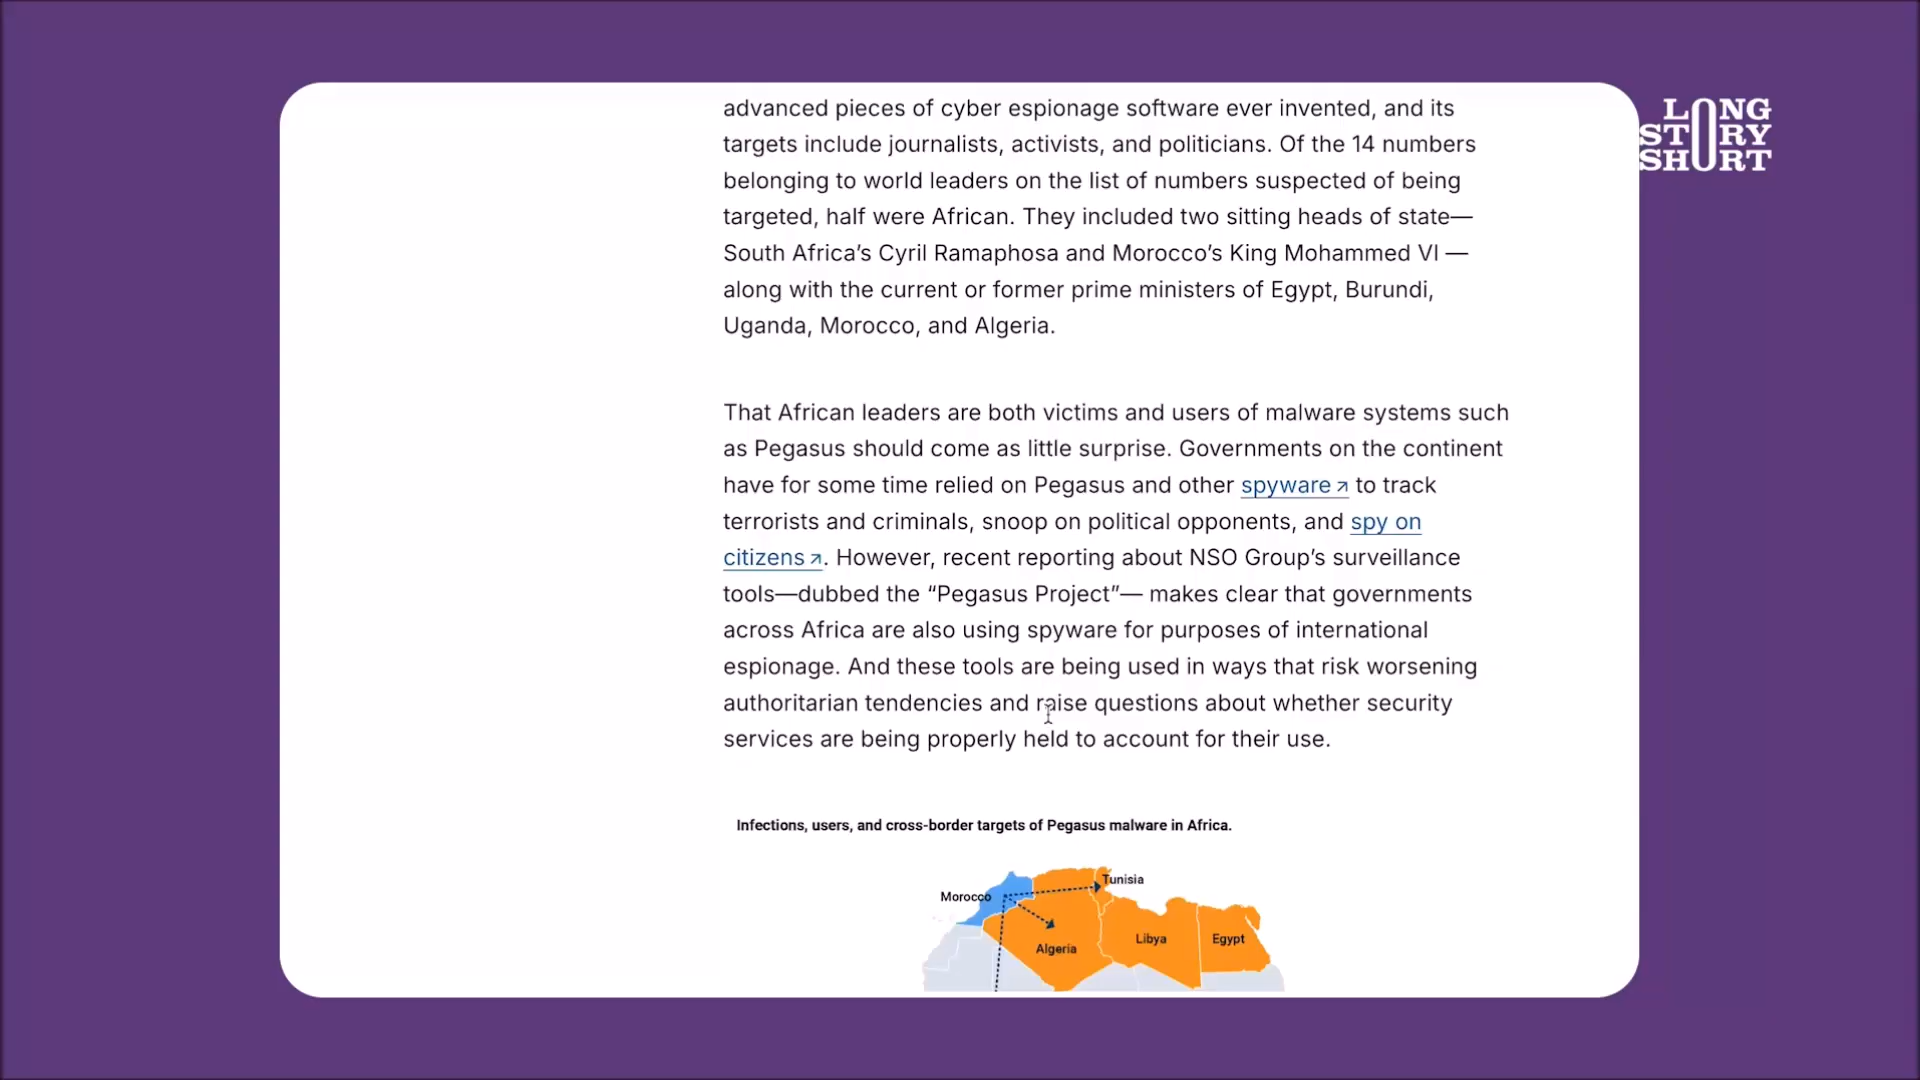 advanced pieces of cyber espionage software ever invented, and its
targets include journalists, activists, and politicians. Of the 14 numbers
belonging to world leaders on the list of numbers suspected of being
targeted, half were African. They included two sitting heads of state—
South Africa’s Cyril Ramaphosa and Morocco’s King Mohammed VI —
along with the current or former prime ministers of Egypt, Burundi,
Uganda, Morocco, and Algeria.
That African leaders are both victims and users of malware systems such
as Pegasus should come as little surprise. Governments on the continent
have for some time relied on Pegasus and other spyware↗ to track
terrorists and criminals, snoop on political opponents, and spy on
citizens↗. However, recent reporting about NSO Group’s surveillance
tools—dubbed the “Pegasus Project”— makes clear that governments
across Africa are also using spyware for purposes of international
espionage. And these tools are being used in ways that risk worsening
authoritarian tendencies and raise questions about whether security
services are being properly held to account for their use.
Infections, users, and cross-border targets of Pegasus malware in Africa.
Tunisia
Morocco
Algeria
Libya
Egypt
LONG
STORY
SHORT